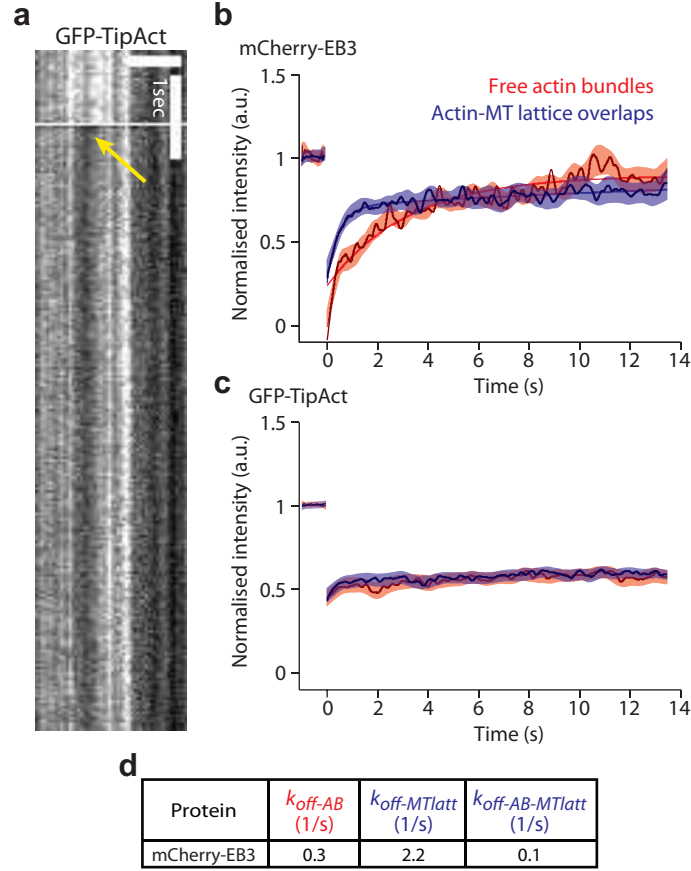 a
GFP-TipAct
1sec
b
mCherry-EB3
Free actin bundles
Actin-MT lattice overlaps
Normalised intensity (a.u.)
1.5
1
0.5
0
0 2 4 6 8 10 12 14
Time (s)
c
GFP-TipAct
Normalised intensity (a.u.)
1.5
1
0.5
0
0 2 4 6 8 10 12 14
Time (s)
d
Protein koff-AB (1/s) koff-MTlatt (1/s) koff-AB-MTlatt (1/s)
mCherry-EB3 0.3 2.2 0.1